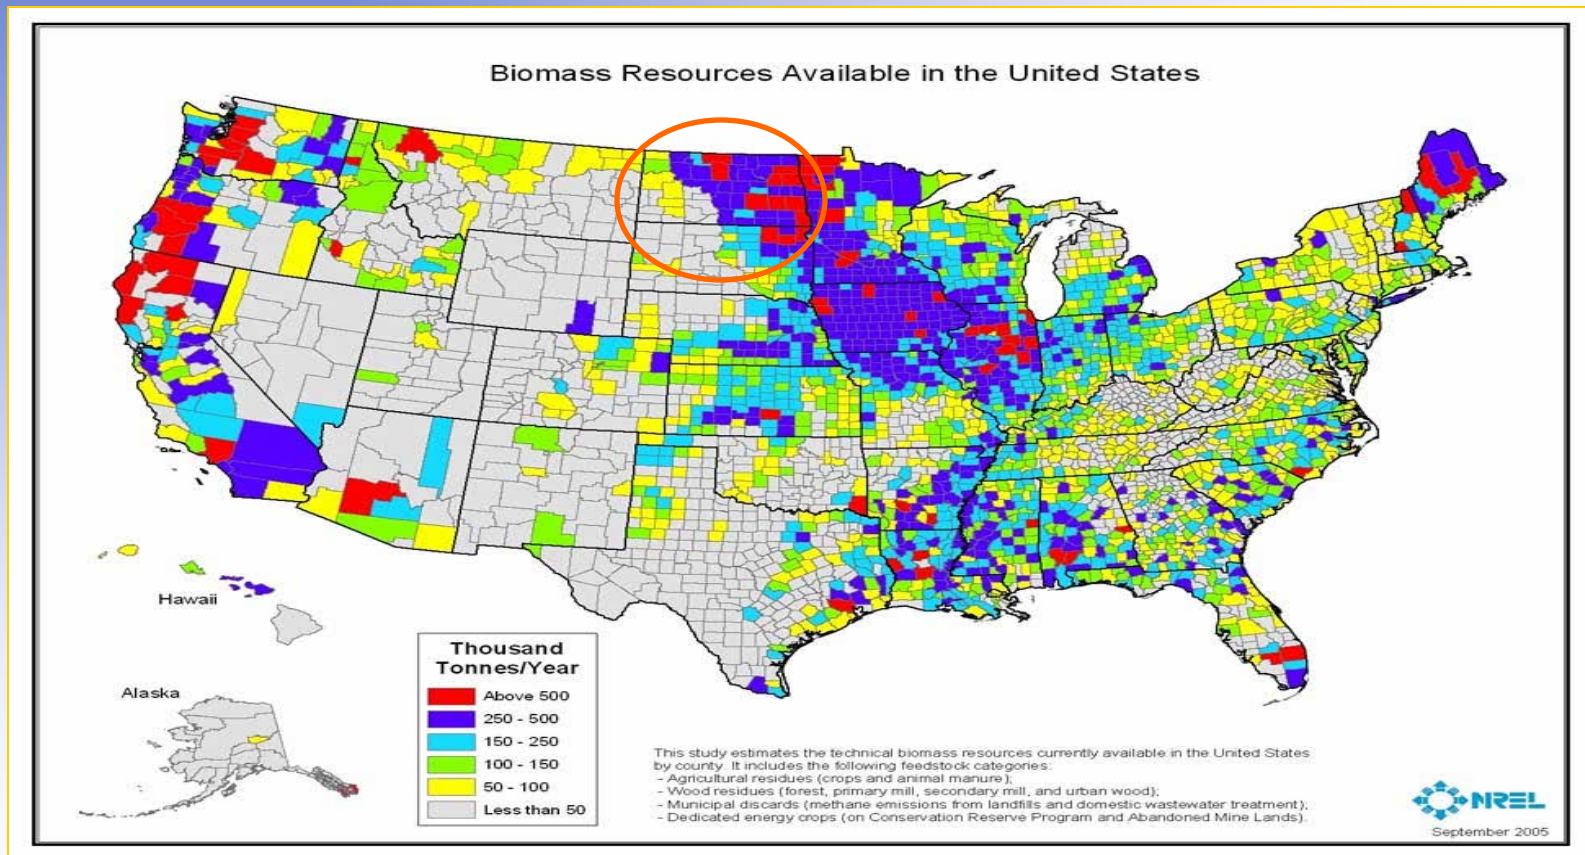 Biomass Resources Available in the United States
Hawaii
Alaska
Thousand
Tonnes/Year
Above 500
250 - 500
150 - 250
100 - 150
50 - 100
Less than 50
This study estimates the technical biomass resources currently available in the United States
by county. It includes the following feedstock categories:
- Agricultural residues (crops and animal manure);
- Wood residues (forest, primary mill, secondary mill, and urban wood);
- Municipal discards (methane emissions from landfills and domestic wastewater treatment);
- Dedicated energy crops (on Conservation Reserve Program and Abandoned Mine Lands).
NREL
September 2005